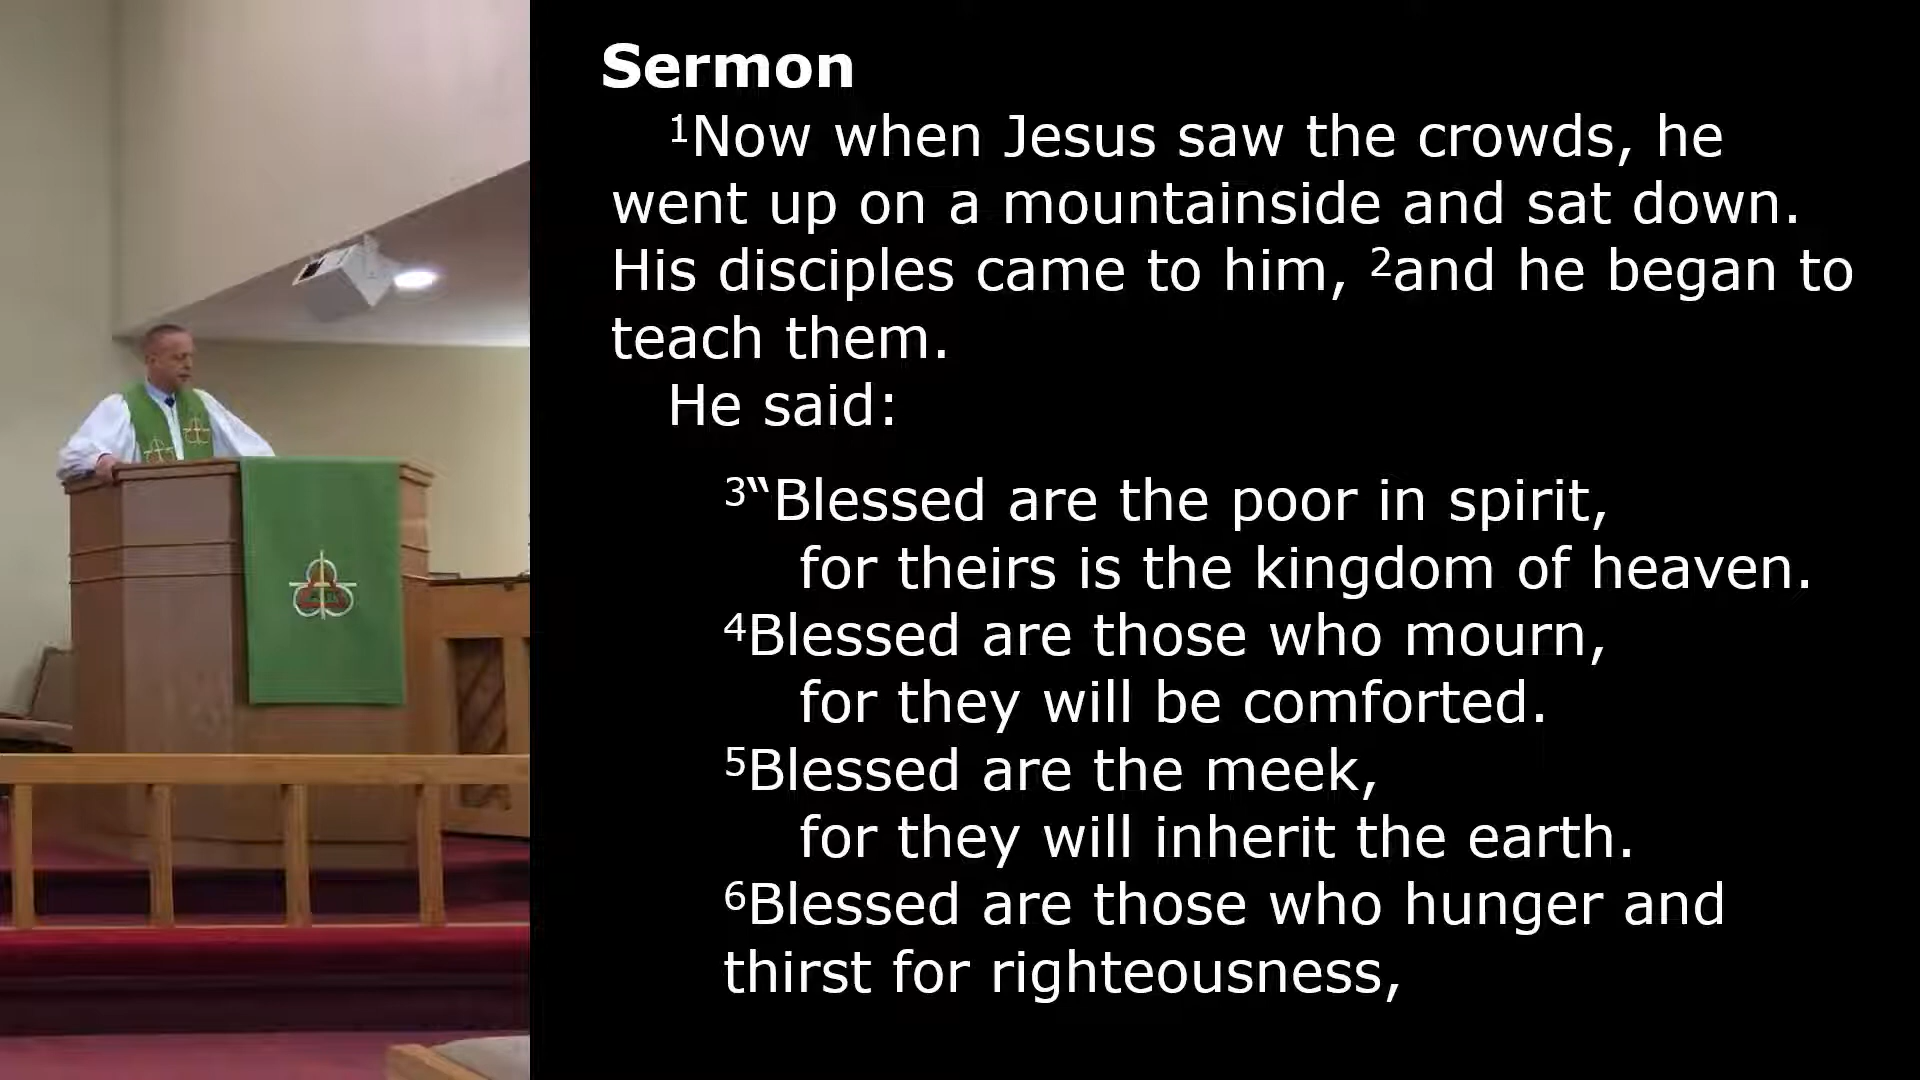 Sermon
¹Now when Jesus saw the crowds, he
went up on a mountainside and sat down.
His disciples came to him, ²and he began to
teach them.
He said:
³“Blessed are the poor in spirit,
for theirs is the kingdom of heaven.
⁴Blessed are those who mourn,
for they will be comforted.
⁵Blessed are the meek,
for they will inherit the earth.
⁶Blessed are those who hunger and
thirst for righteousness,